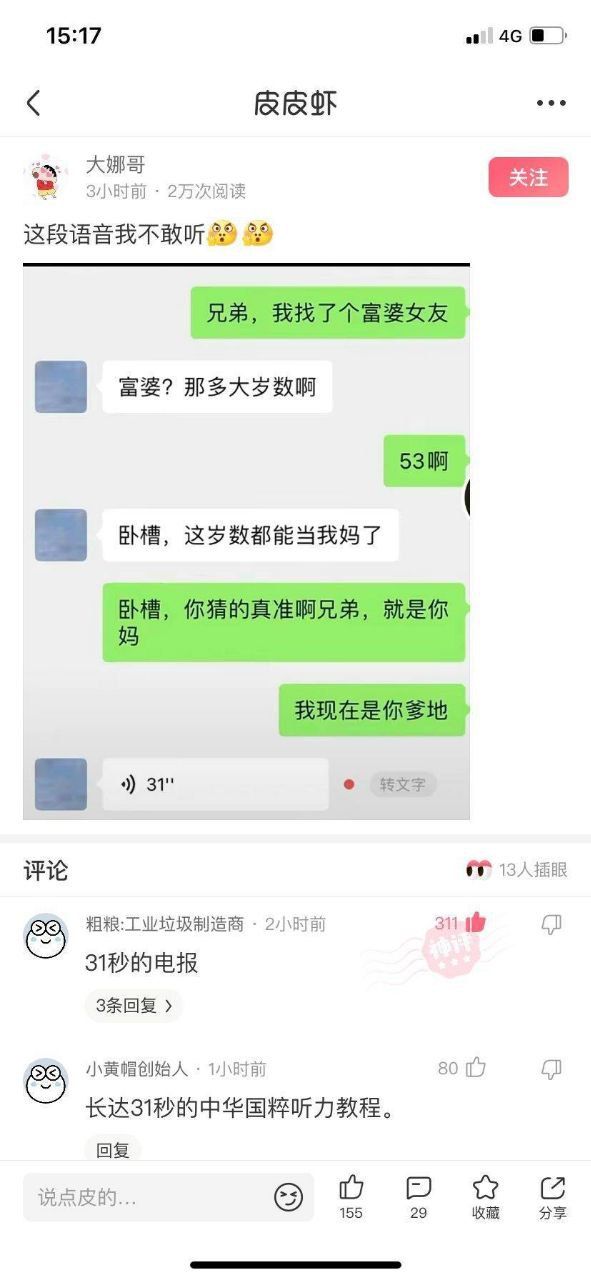 15:17
4G
皮皮虾
大娜哥
3小时前 · 2万次阅读
关注
这段语音我不敢听
兄弟，我找了个富婆女友
富婆？那多大岁数啊
53啊
卧槽，这岁数都能当我妈了
卧槽，你猜的真准啊兄弟，就是你
妈
我现在是你爹地
31''
转文字
评论
13人插眼
粗粮:工业垃圾制造商 · 2小时前
311
神评
31秒的电报
3条回复
小黄帽创始人 · 1小时前
80
长达31秒的中华国粹听力教程。
回复
说点皮的...
155
29
收藏
分享